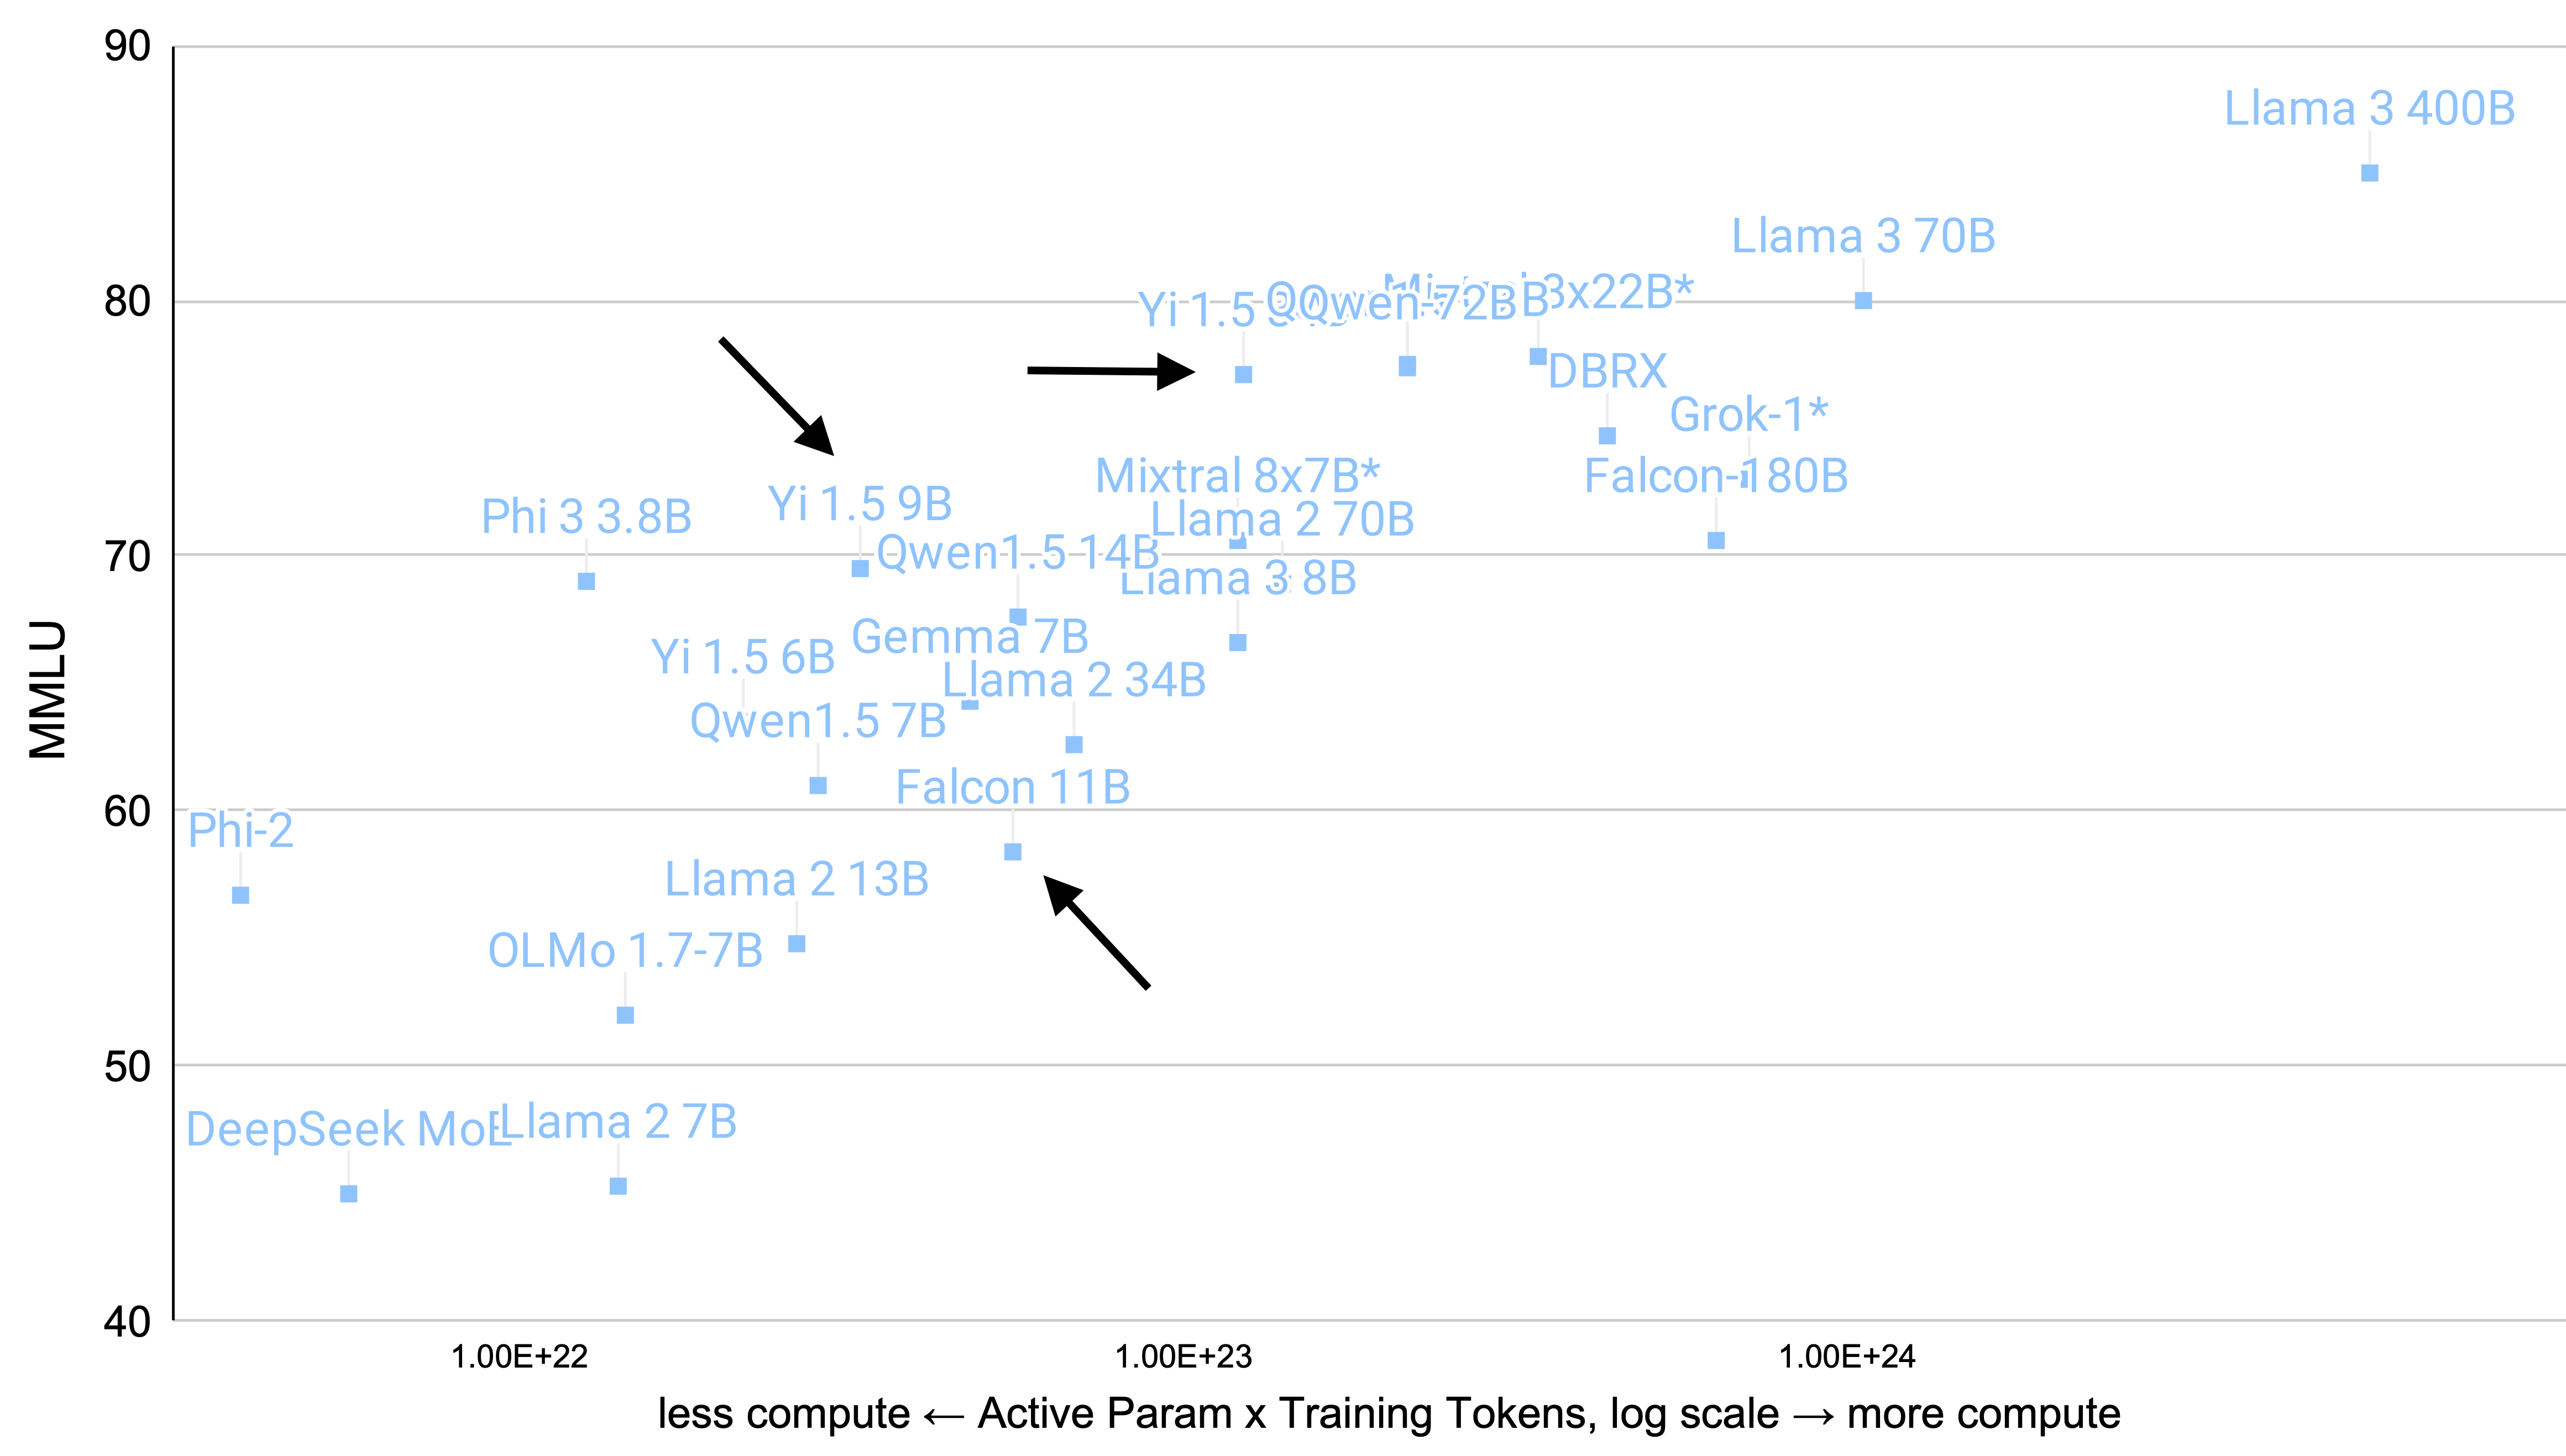 90
Llama 3 400B
Llama 3 70B
80
Yi 1.5
Qwen-72B
3x22B*
DBRX
Grok-1*
Mixtral 8x7B*
Falcon-180B
Yi 1.5 9B
Phi 3 3.8B
Llama 2 70B
70
Qwen1.5 14B
Llama 3 8B
Gemma 7B
Yi 1.5 6B
Llama 2 34B
Qwen1.5 7B
MMLU
Falcon 11B
60
Phi-2
Llama 2 13B
OLMo 1.7-7B
50
DeepSeek MoE
Llama 2 7B
40
1.00E+22
1.00E+23
1.00E+24
less compute ← Active Param x Training Tokens, log scale → more compute